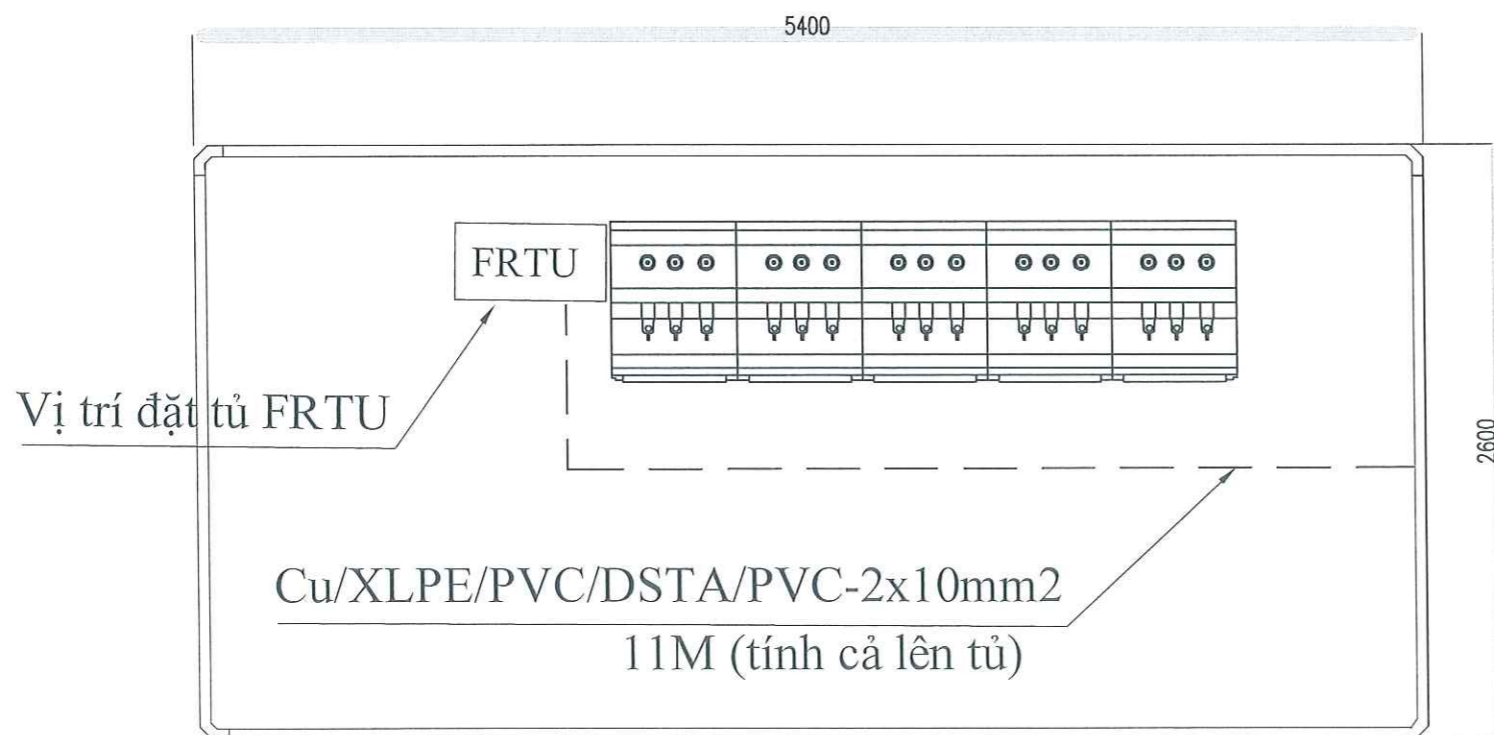 5400
FRTU
Vị trí đặt tủ FRTU
2600
Cu/XLPE/PVC/DSTA/PVC-2x10mm2
11M (tính cả lên tủ)